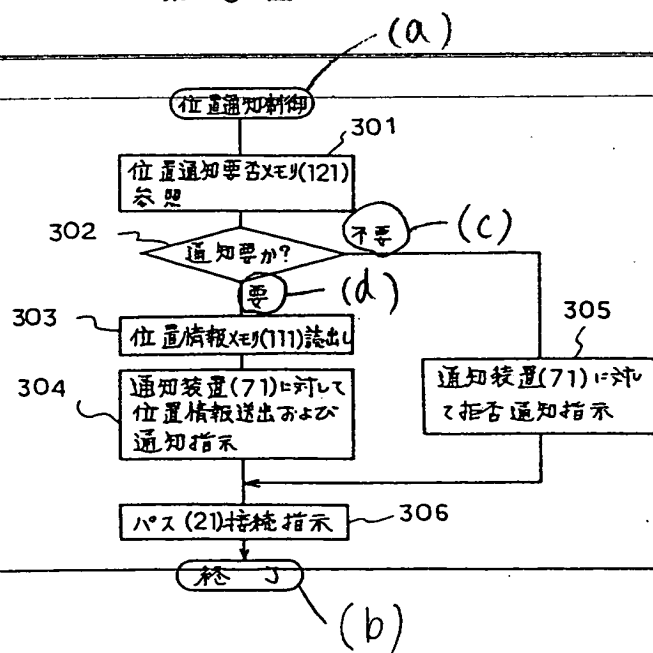 (a)
位置通知制御
301
位置通知要否メモリ(121)
参照
302
通知要か?
不要
(c)
要
(d)
303
位置情報メモリ(111)読出し
304
通知装置(71)に対して
位置情報送出および
通知指示
305
通知装置(71)に対し
て拒否通知指示
パス(21)接続指示
306
終了
(b)